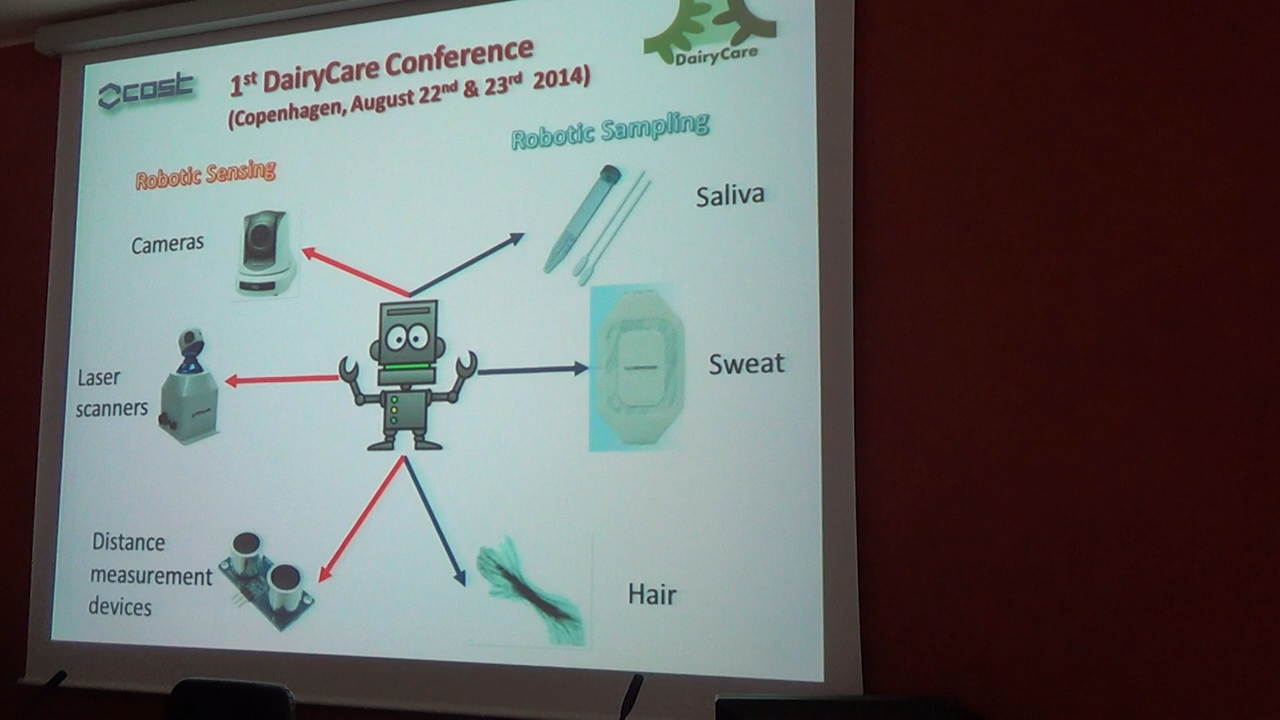 cost
1st DairyCare Conference
(Copenhagen, August 22nd & 23rd 2014)
DairyCare
Robotic Sensing
Robotic Sampling
Cameras
Saliva
Laser
scanners
Sweat
Distance
measurement
devices
Hair